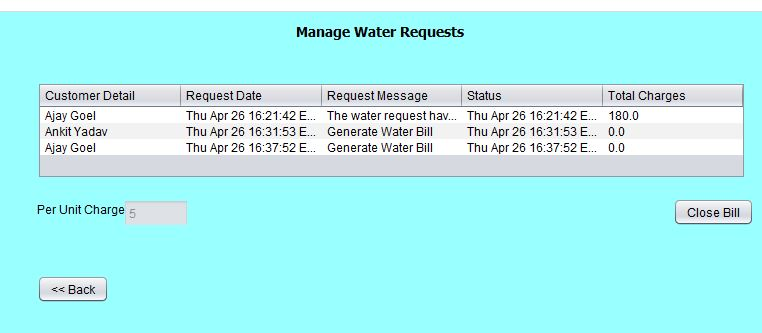 Manage Water Requests
Customer Detail Request Date Request Message Status Total Charges
Ajay Goel Thu Apr 26 16:21:42 E... The water request hav... Thu Apr 26 16:21:42 E... 180.0
Ankit Yadav Thu Apr 26 16:31:53 E... Generate Water Bill Thu Apr 26 16:31:53 E... 0.0
Ajay Goel Thu Apr 26 16:37:52 E... Generate Water Bill Thu Apr 26 16:37:52 E... 0.0
Per Unit Charge 5 Close Bill
<< Back